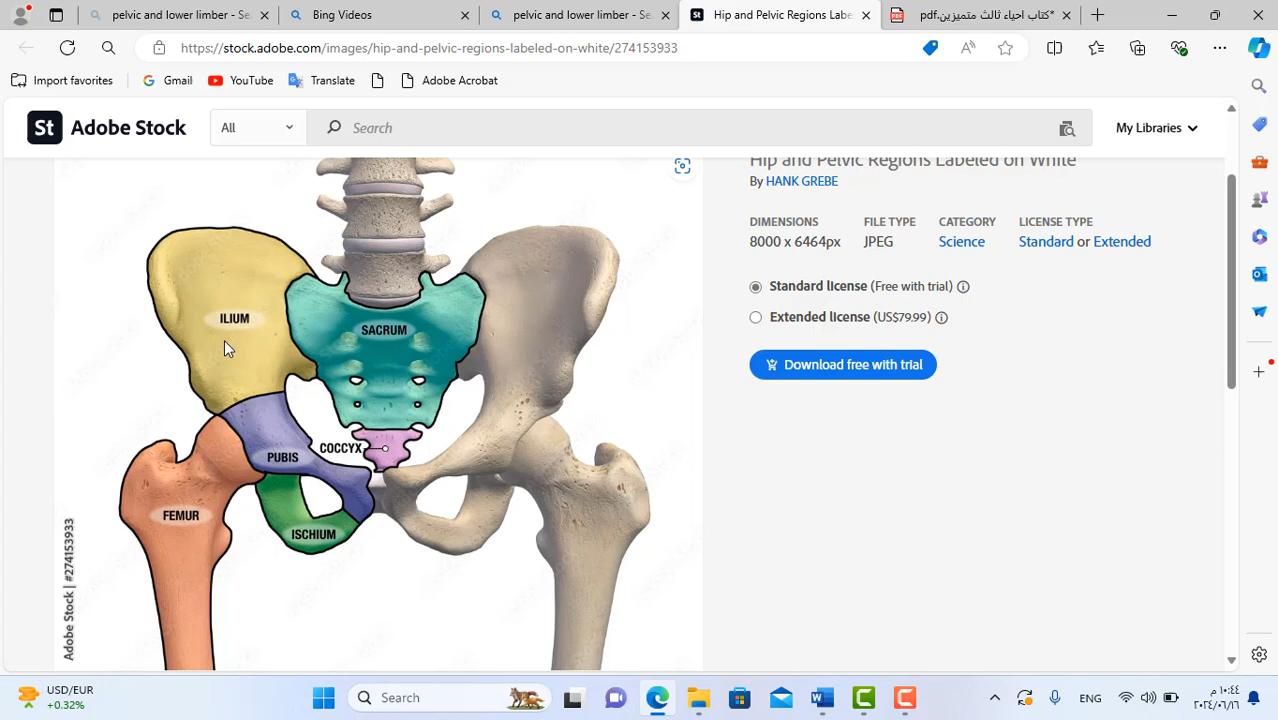 pelvic and lower limber - Se
Bing Videos
pelvic and lower limber - Se
Hip and Pelvic Regions Labe
كتاب احياء ثالث متميزين.pdf*
https://stock.adobe.com/images/hip-and-pelvic-regions-labeled-on-white/274153933
Import favorites
Gmail
YouTube
Translate
Adobe Acrobat
St Adobe Stock
All
Search
My Libraries
Hip and Pelvic Regions Labeled on White
By HANK GREBE
DIMENSIONS FILE TYPE CATEGORY LICENSE TYPE
8000 x 6464px JPEG Science Standard or Extended
Standard license (Free with trial)
Extended license (US$79.99)
Download free with trial
ILIUM
SACRUM
COCCYX
PUBIS
FEMUR
ISCHIUM
Adobe Stock | #274153933
USD/EUR
+0.32%
Search
ENG